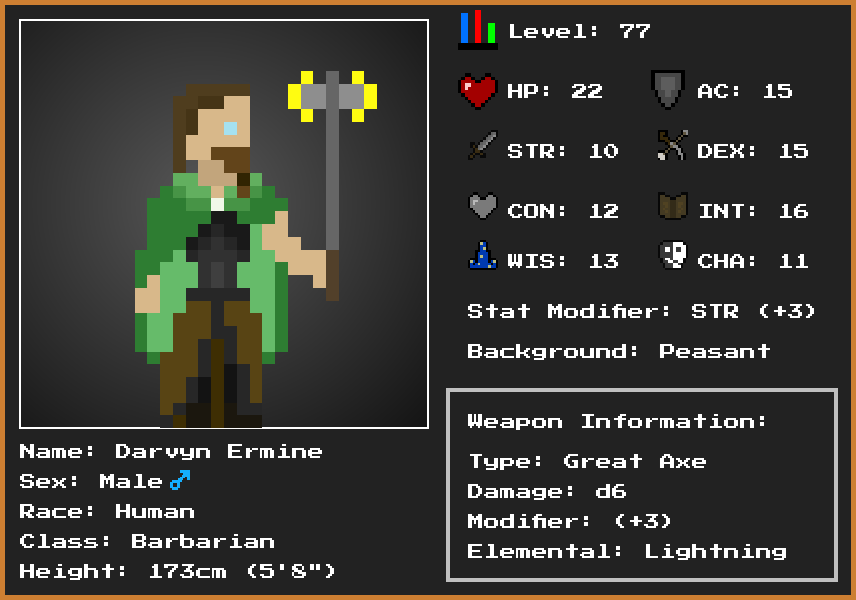 Level: 77
HP: 22 AC: 15
STR: 10 DEX: 15
CON: 12 INT: 16
WIS: 13 CHA: 11
Stat Modifier: STR (+3)
Background: Peasant
Weapon Information:
Type: Great Axe
Damage: d6
Modifier: (+3)
Elemental: Lightning
Name: Darvyn Ermine
Sex: Male ♂
Race: Human
Class: Barbarian
Height: 173cm (5'8")